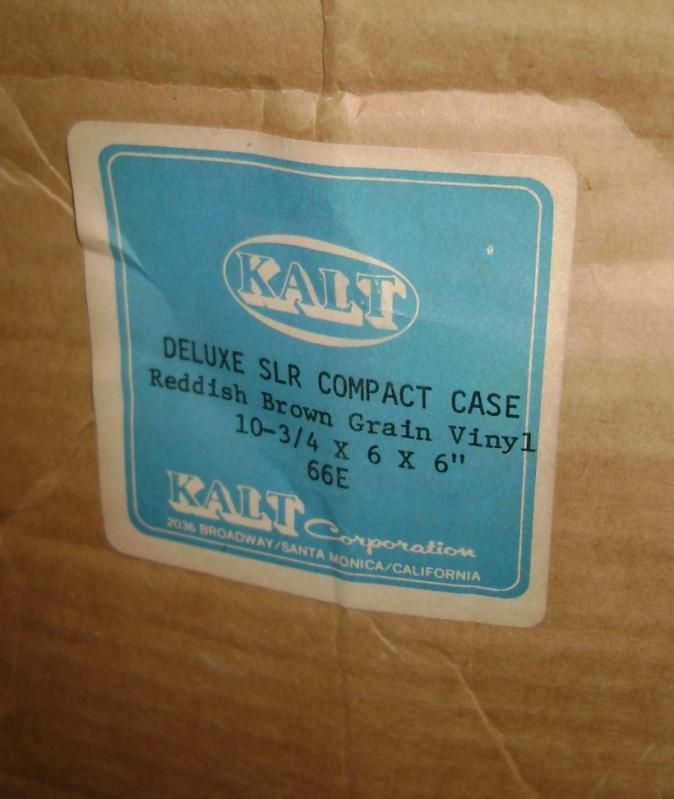 KALT
DELUXE SLR COMPACT CASE
Reddish Brown Grain Vinyl
10-3/4 X 6 X 6"
66E
KALT Corporation
2036 BROADWAY/SANTA MONICA/CALIFORNIA